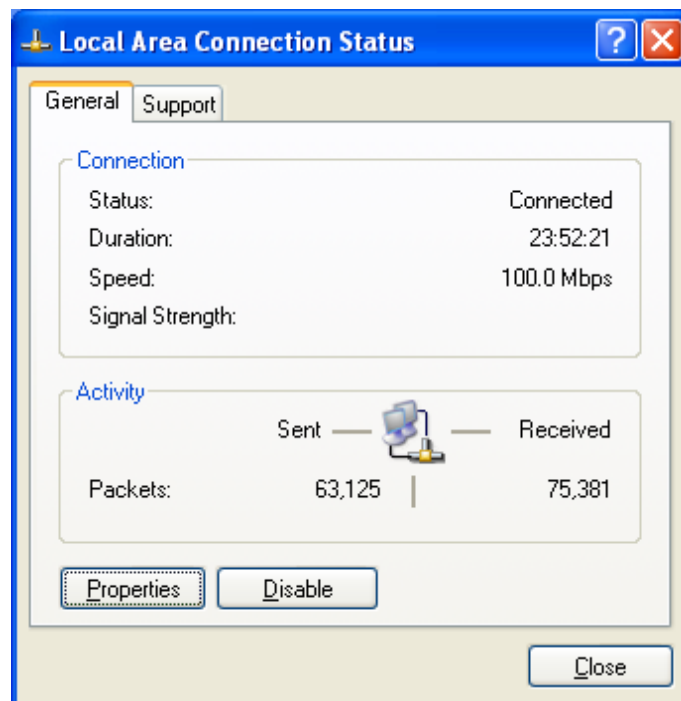 Local Area Connection Status
General Support
Connection
Status: Connected
Duration: 23:52:21
Speed: 100.0 Mbps
Signal Strength:
Activity
Sent Received
Packets: 63,125 75,381
Properties Disable
Close